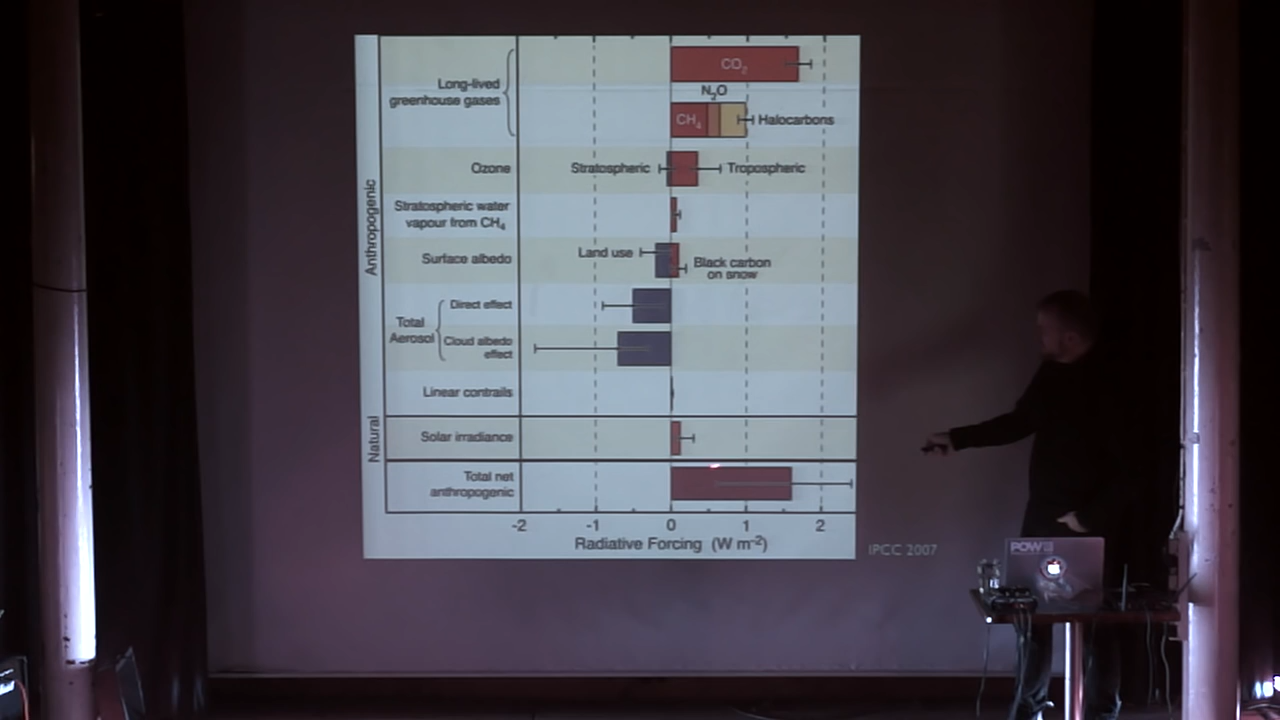 Anthropogenic
Natural
Long-lived
greenhouse gases
CO₂
N₂O
CH₄
Halocarbons
Ozone
Stratospheric
Tropospheric
Stratospheric water
vapour from CH₄
Surface albedo
Land use
Black carbon
on snow
Total
Aerosol
Direct effect
Cloud albedo
effect
Linear contrails
Solar irradiance
Total net
anthropogenic
-2 -1 0 1 2
Radiative Forcing (W m⁻²)
IPCC 2007